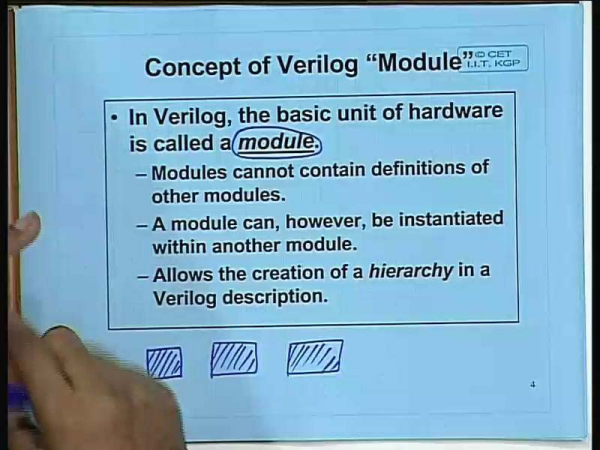 Concept of Verilog “Module”
© CET
I.I.T. KGP
• In Verilog, the basic unit of hardware
is called a module.
– Modules cannot contain definitions of
other modules.
– A module can, however, be instantiated
within another module.
– Allows the creation of a hierarchy in a
Verilog description.
4